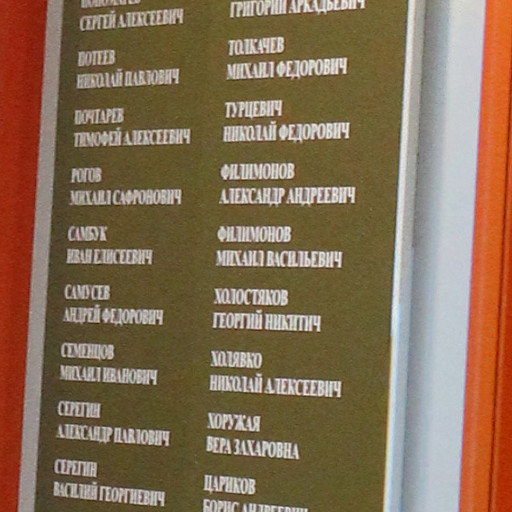 ПОНОМАРЕВ
СЕРГЕЙ АЛЕКСЕЕВИЧ
ПОТЕЕВ
НИКОЛАЙ ПАВЛОВИЧ
ПОЧТАРЕВ
ТИМОФЕЙ АЛЕКСЕЕВИЧ
РОГОВ
МИХАИЛ САФРОНОВИЧ
САМБУК
ИВАН ЕЛИСЕЕВИЧ
САМУСЕВ
АНДРЕЙ ФЕДОРОВИЧ
СЕМЕНЦОВ
МИХАИЛ ИВАНОВИЧ
СЕРЕГИН
АЛЕКСАНДР ПАВЛОВИЧ
СЕРЕГИН
ВАСИЛИЙ ГЕОРГИЕВИЧ
ГРИГОРИЙ АРКАДЬЕВИЧ
ТОЛКАЧЕВ
МИХАИЛ ФЕДОРОВИЧ
ТУРЦЕВИЧ
НИКОЛАЙ ФЕДОРОВИЧ
ФИЛИМОНОВ
АЛЕКСАНДР АНДРЕЕВИЧ
ФИЛИМОНОВ
МИХАИЛ ВАСИЛЬЕВИЧ
ХОЛОСТЯКОВ
ГЕОРГИЙ НИКИТИЧ
ХОЛЯВКО
НИКОЛАЙ АЛЕКСЕЕВИЧ
ХОРУЖАЯ
ВЕРА ЗАХАРОВНА
ЦАРИКОВ
БОРИС АНДРЕЕВИЧ